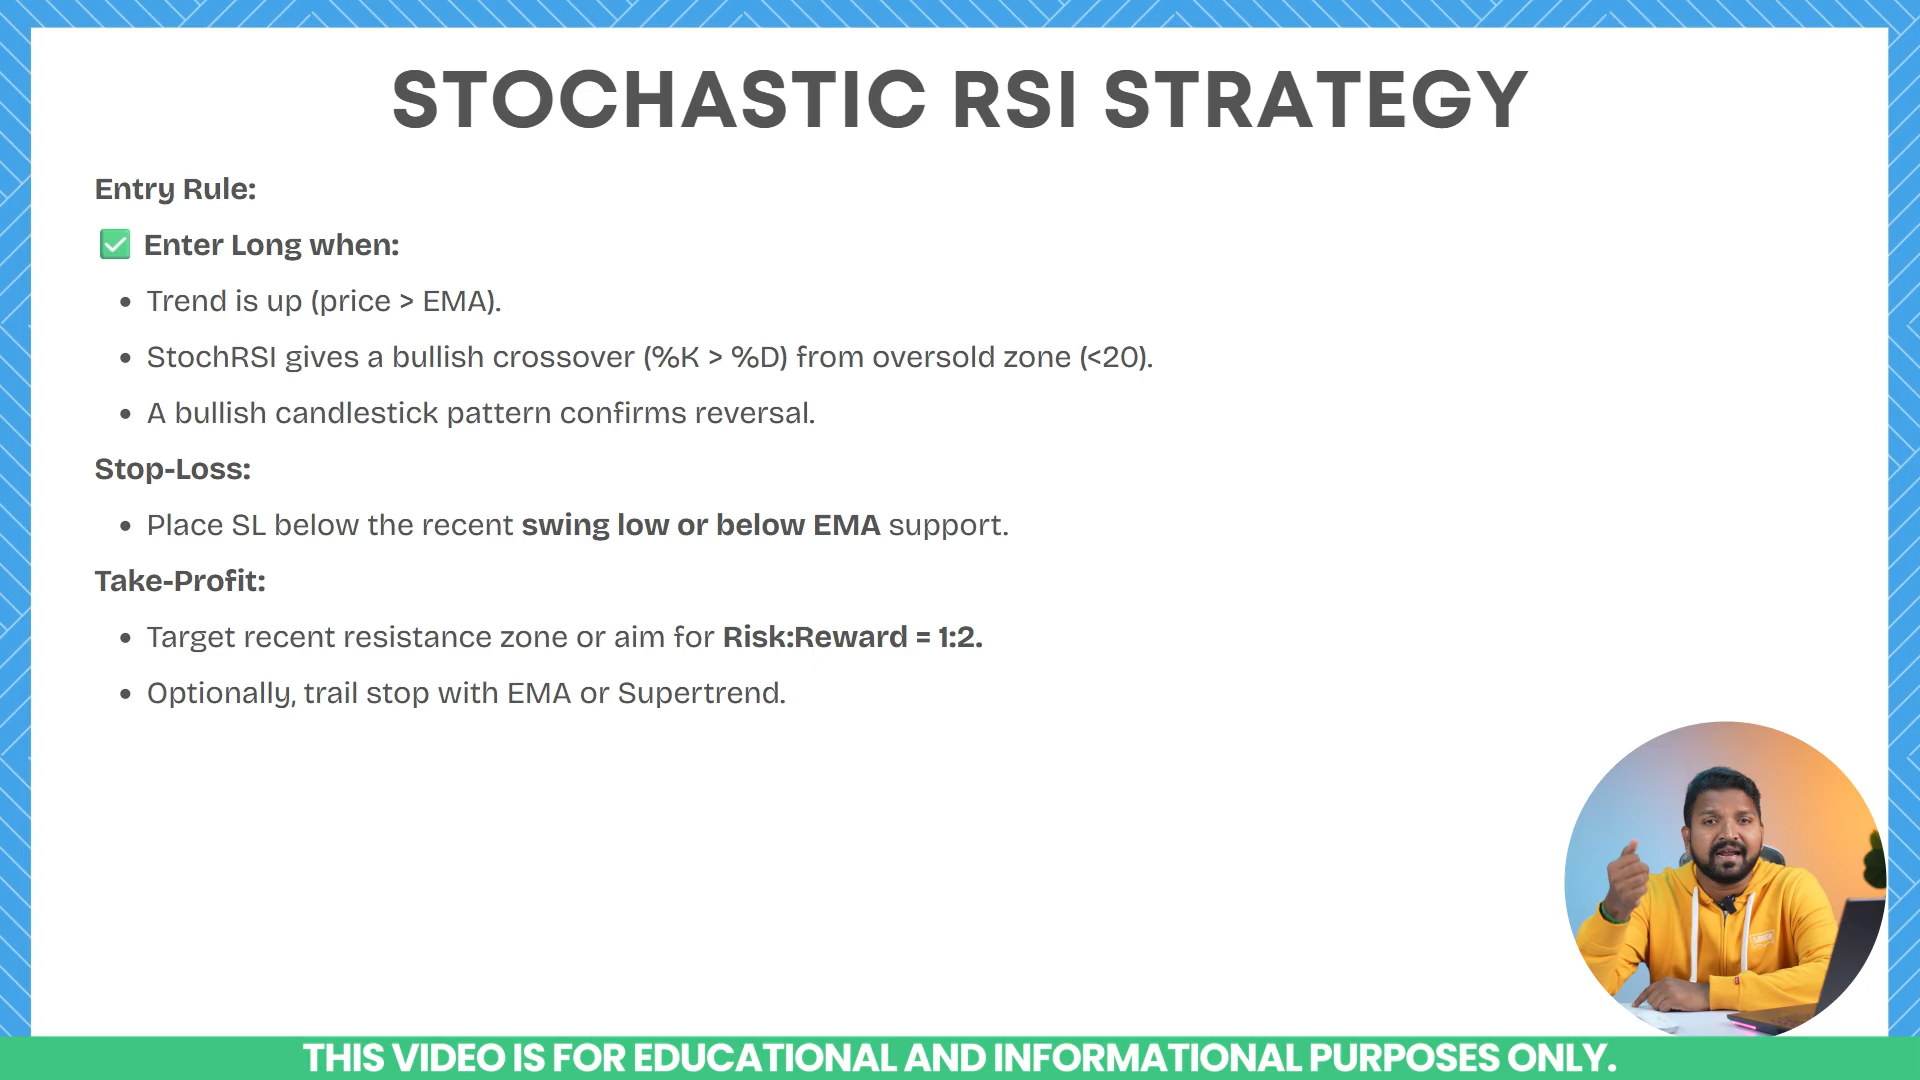 STOCHASTIC RSI STRATEGY
Entry Rule:
✅ Enter Long when:
• Trend is up (price > EMA).
• StochRSI gives a bullish crossover (%K > %D) from oversold zone (<20).
• A bullish candlestick pattern confirms reversal.
Stop-Loss:
• Place SL below the recent swing low or below EMA support.
Take-Profit:
• Target recent resistance zone or aim for Risk:Reward = 1:2.
• Optionally, trail stop with EMA or Supertrend.
THIS VIDEO IS FOR EDUCATIONAL AND INFORMATIONAL PURPOSES ONLY.